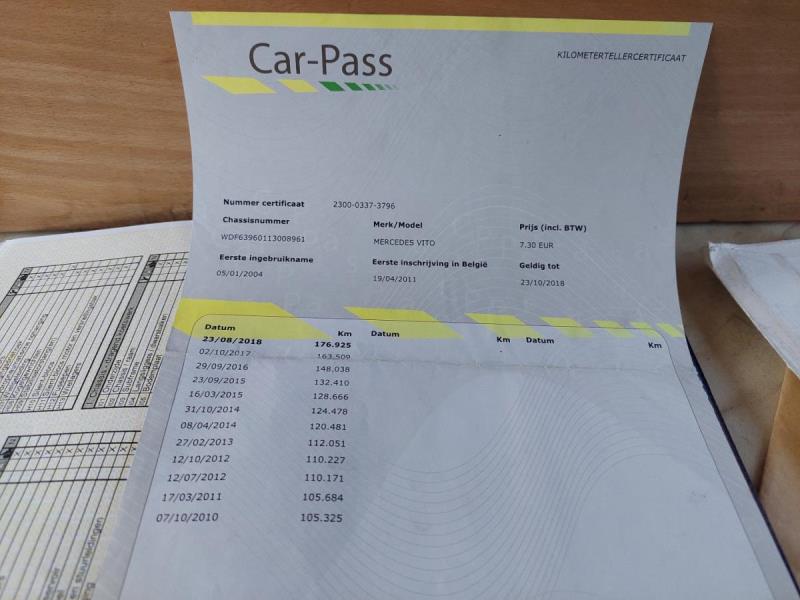 Car-Pass
KILOMETERTELLERCERTIFICAAT
Nummer certificaat 2300-0337-3796
Chassisnummer Merk/Model Prijs (incl. BTW)
WDF63960113008961 MERCEDES VITO 7.30 EUR
Eerste ingebruikname Eerste inschrijving in België Geldig tot
05/01/2004 19/04/2011 23/10/2018
Datum Km Datum Km Datum Km
23/08/2018 176.925
02/10/2017 163.509
29/09/2016 148.038
23/09/2015 132.410
16/03/2015 128.666
31/10/2014 124.478
08/04/2014 120.481
27/02/2013 112.051
12/10/2012 110.227
12/07/2012 110.171
17/03/2011 105.684
07/10/2010 105.325